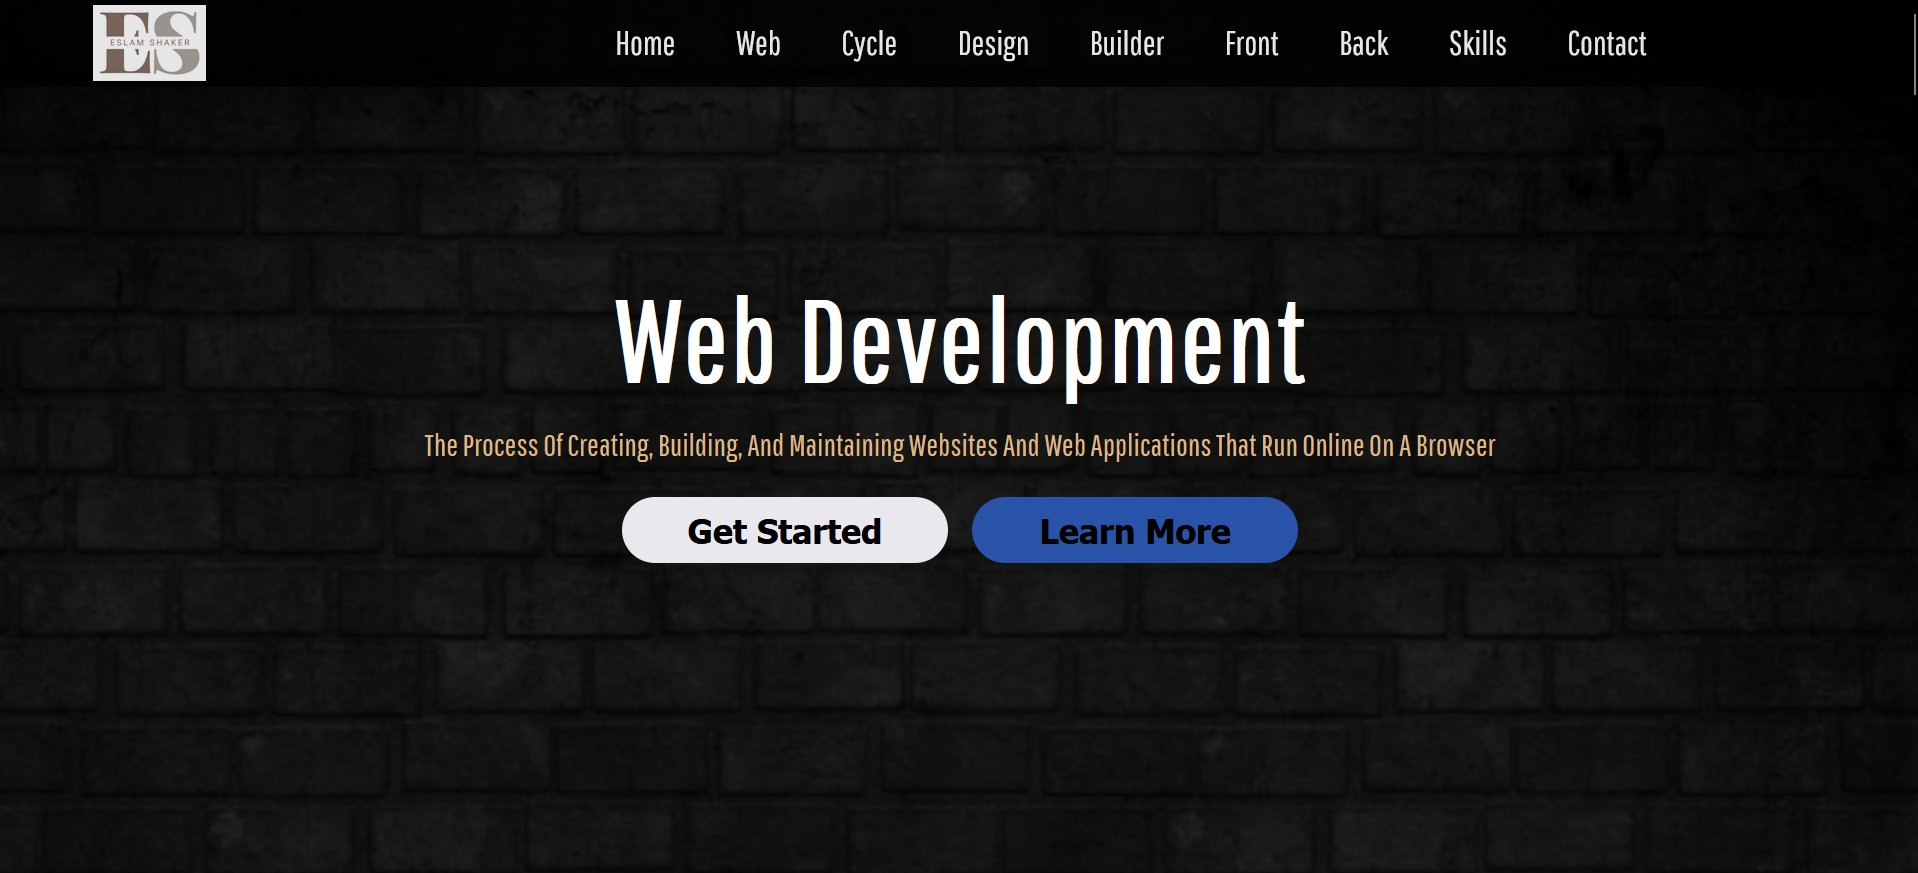 ES
ESLAM SHAKER
Home Web Cycle Design Builder Front Back Skills Contact
Web Development
The Process Of Creating, Building, And Maintaining Websites And Web Applications That Run Online On A Browser
Get Started Learn More